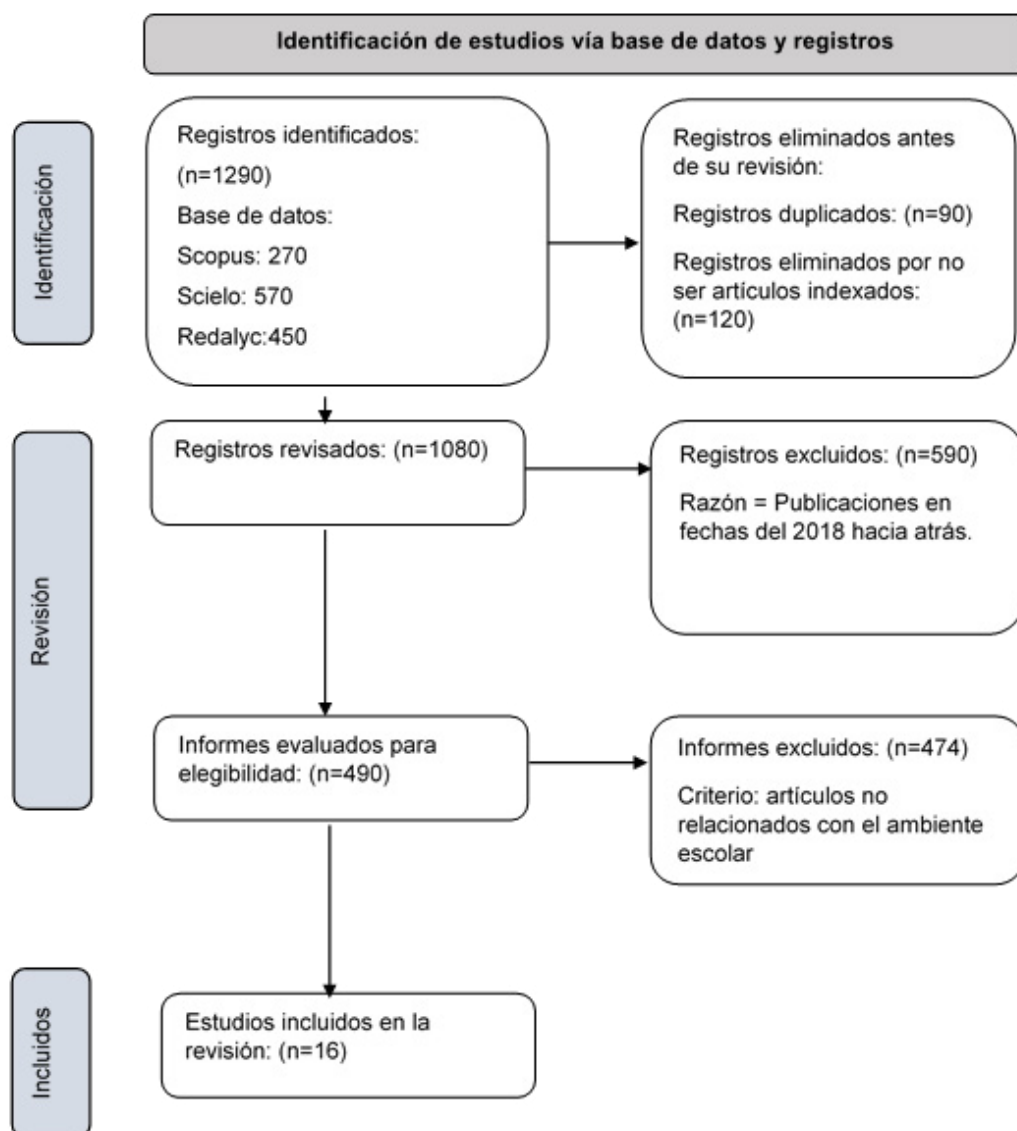 Identificación de estudios vía base de datos y registros
Identificación
Registros identificados:
(n=1290)
Base de datos:
Scopus: 270
Scielo: 570
Redalyc:450
Registros eliminados antes
de su revisión:
Registros duplicados: (n=90)
Registros eliminados por no
ser artículos indexados:
(n=120)
Revisión
Registros revisados: (n=1080)
Registros excluidos: (n=590)
Razón = Publicaciones en
fechas del 2018 hacia atrás.
Informes evaluados para
elegibilidad: (n=490)
Informes excluidos: (n=474)
Criterio: artículos no
relacionados con el ambiente
escolar
Incluidos
Estudios incluidos en la
revisión: (n=16)